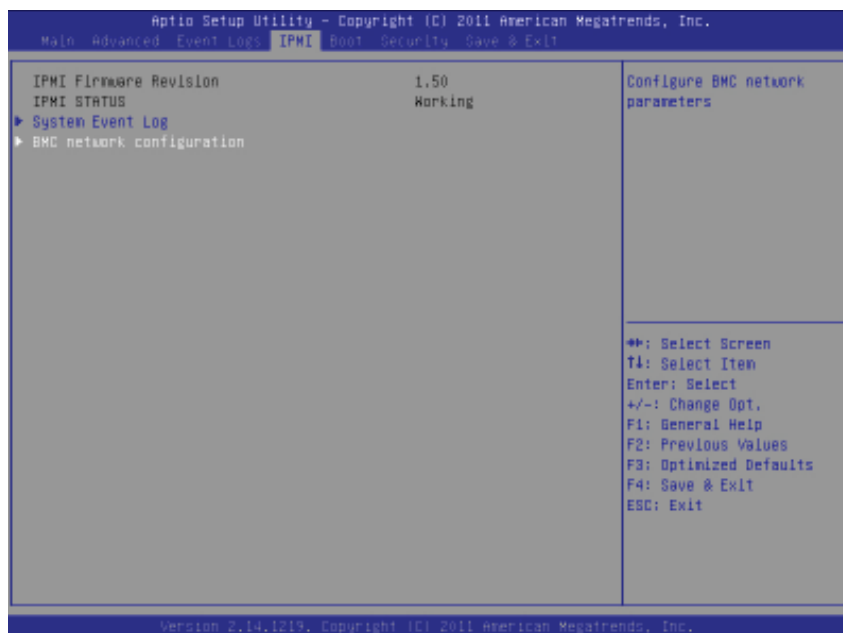 Aptio Setup Utility - Copyright (C) 2011 American Megatrends, Inc.
Main Advanced Event Logs IPMI Boot Security Save & Exit
IPMI Firmware Revision 1.50
IPMI STATUS Working
► System Event Log
► BMC network configuration
Configure BMC network
parameters
→←: Select Screen
↑↓: Select Item
Enter: Select
+/-: Change Opt.
F1: General Help
F2: Previous Values
F3: Optimized Defaults
F4: Save & Exit
ESC: Exit
Version 2.14.1219. Copyright (C) 2011 American Megatrends, Inc.